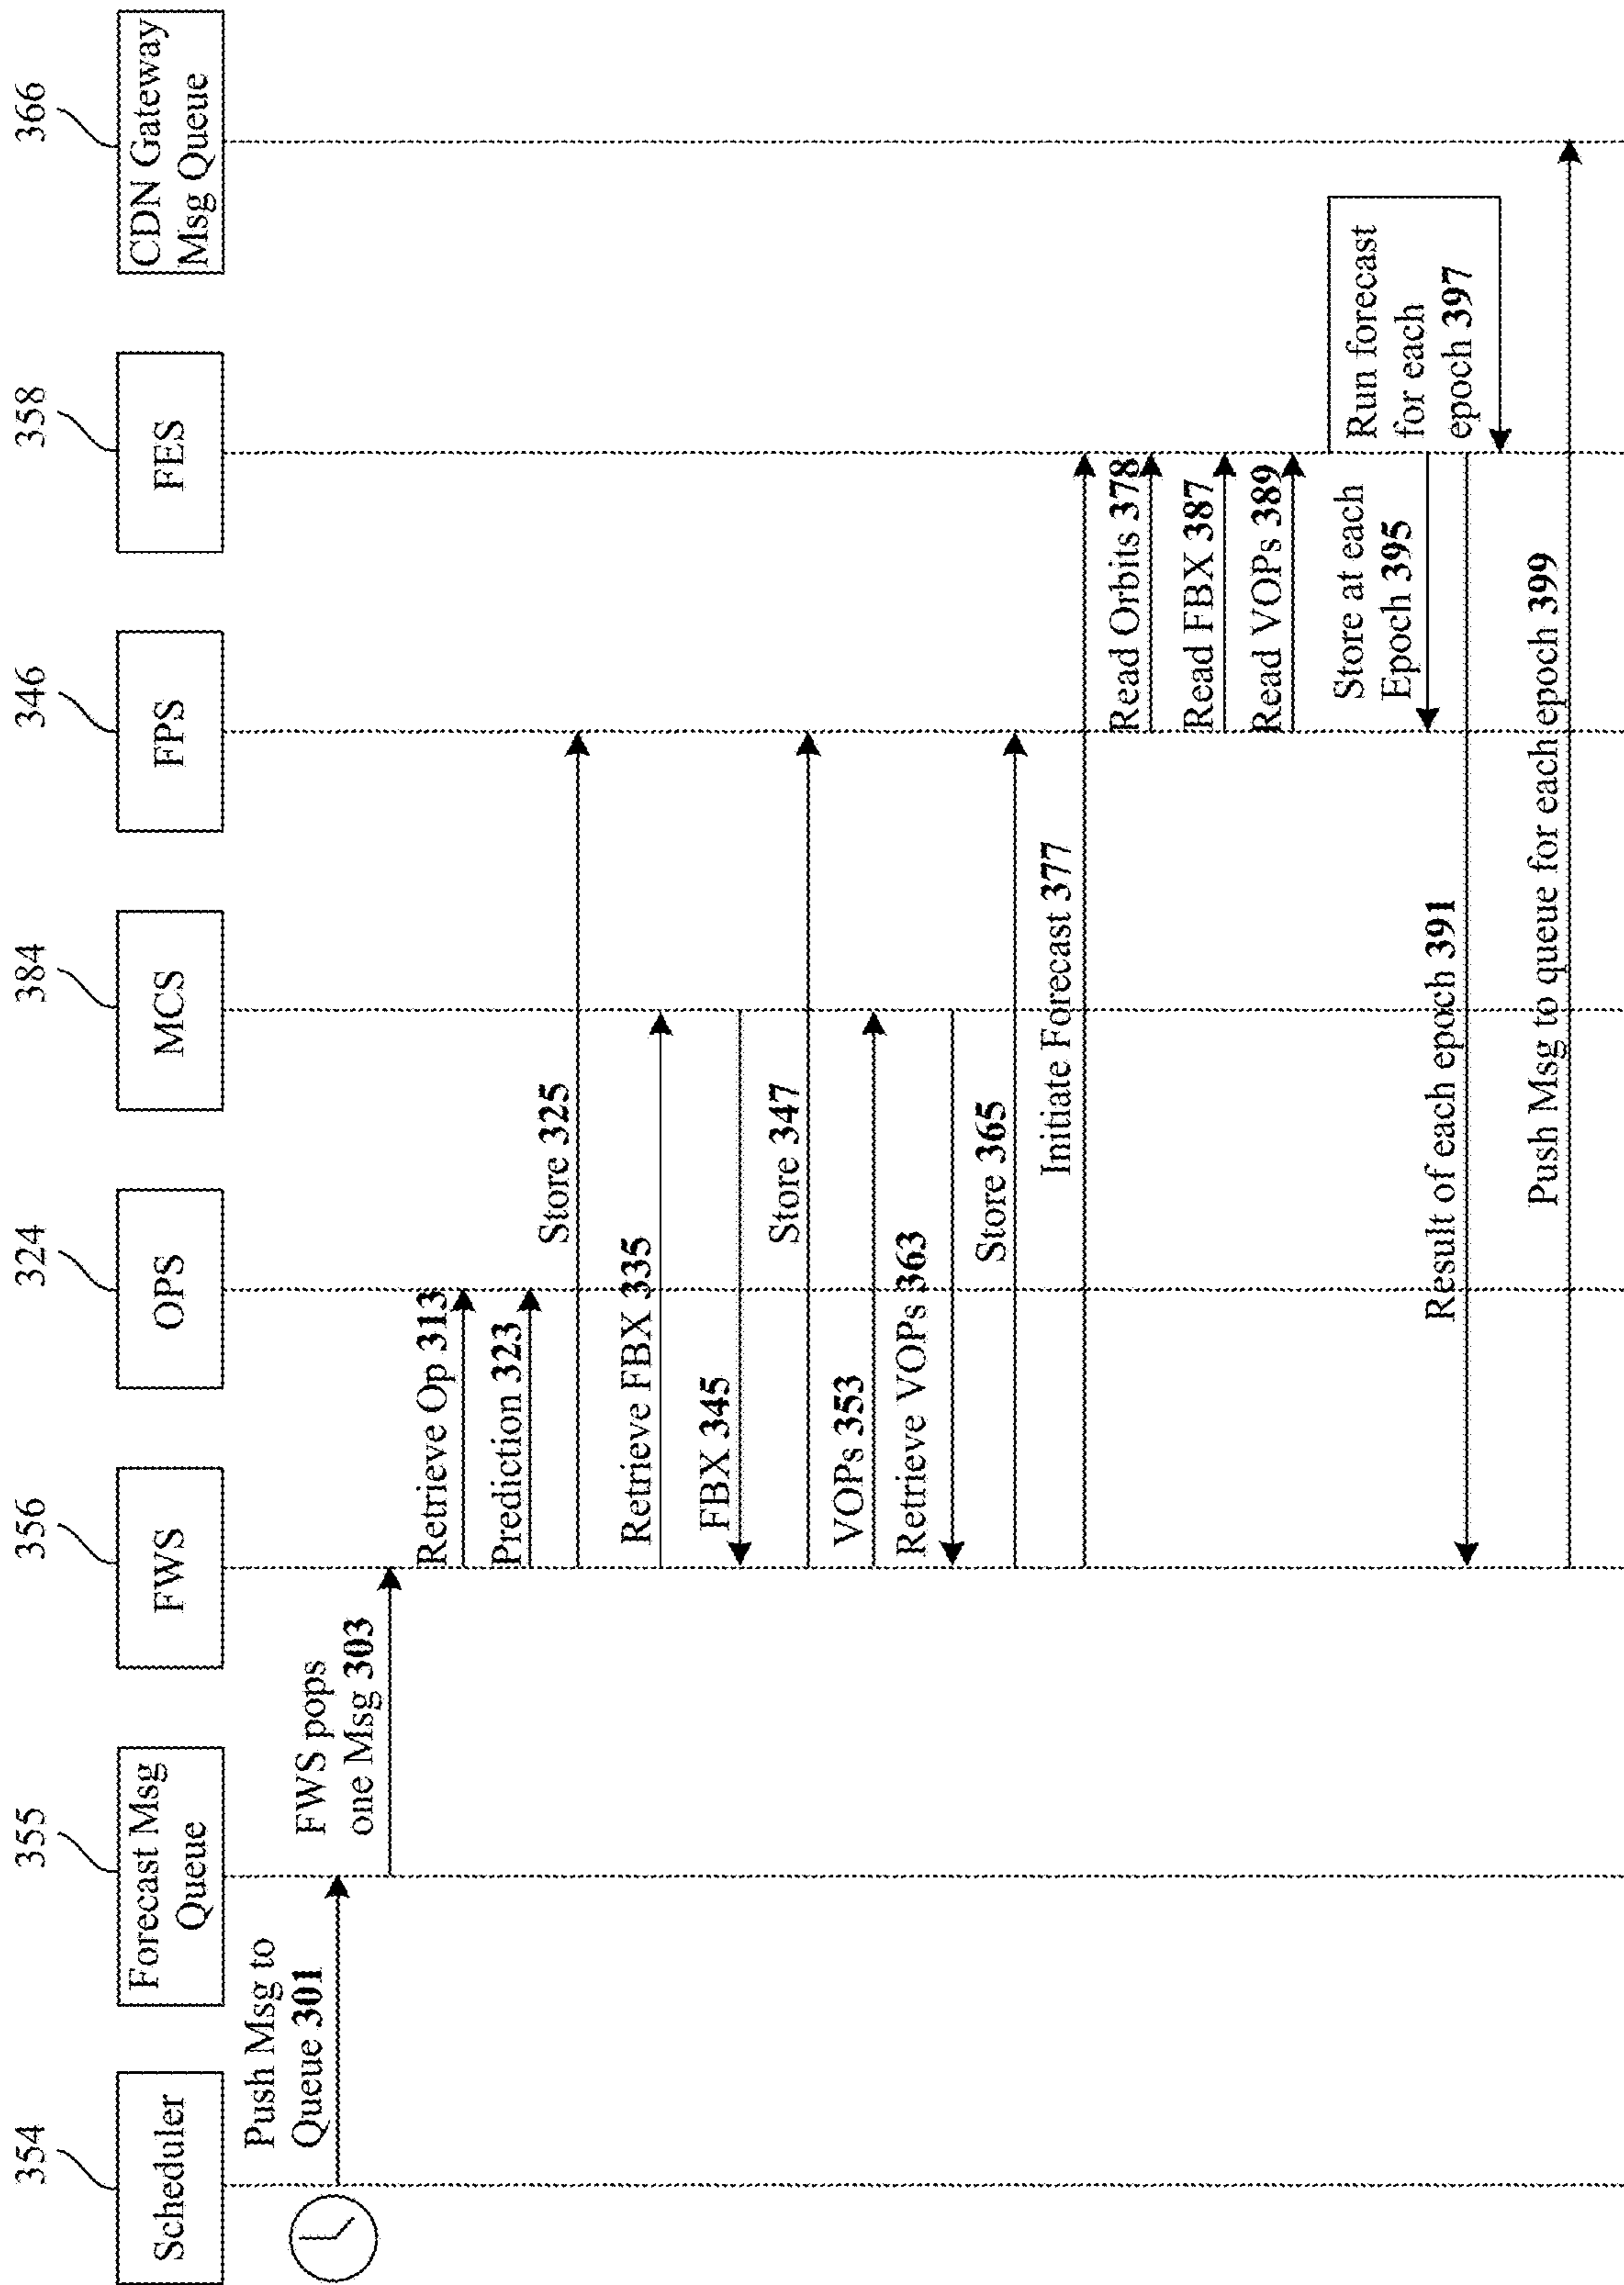 354
355
356
324
384
346
358
366
Scheduler
Forecast Msg
Queue
FWS
OPS
MCS
FPS
FES
CDN Gateway
Msg Queue
Push Msg to
Queue 301
FWS pops
one Msg 303
Retrieve Op 313
Prediction 323
Store 325
Retrieve FBX 335
FBX 345
Store 347
VOPs 353
Retrieve VOPs 363
Store 365
Initiate Forecast 377
Read Orbits 378
Read FBX 387
Read VOPs 389
Run forecast
for each
epoch 397
Store at each
Epoch 395
Result of each epoch 391
Push Msg to queue for each epoch 399